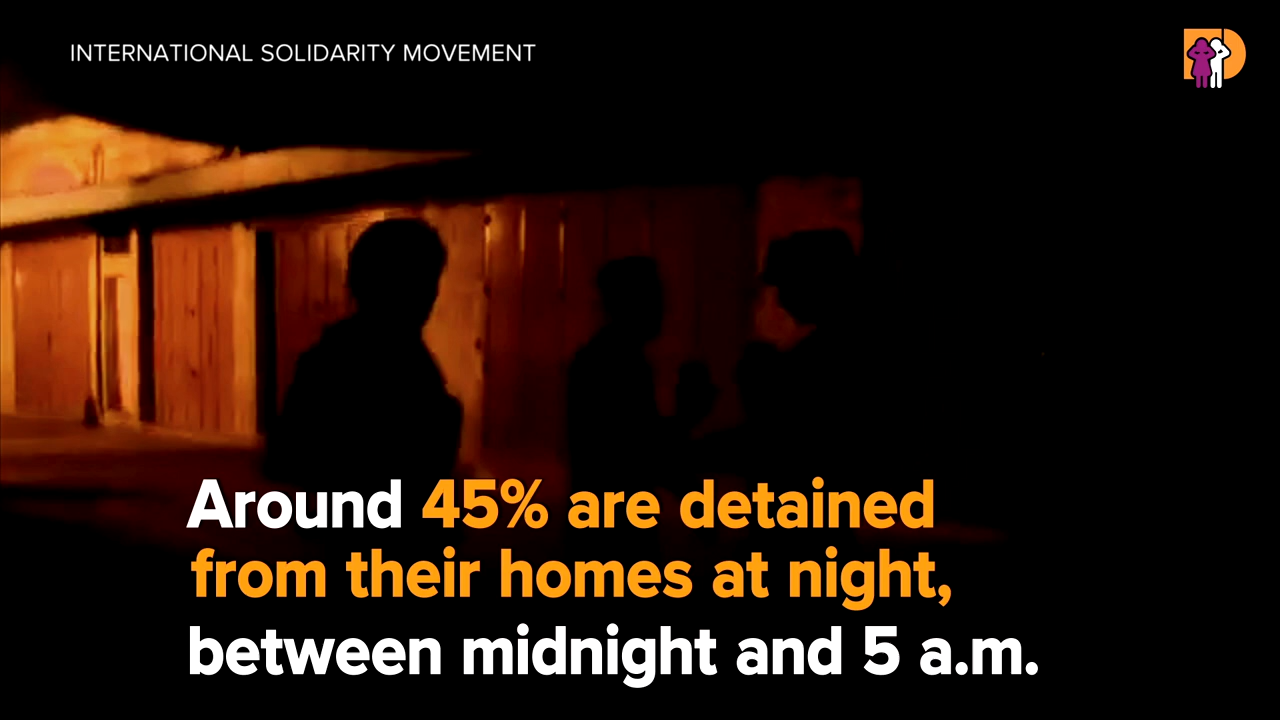 INTERNATIONAL SOLIDARITY MOVEMENT
Around 45% are detained
from their homes at night,
between midnight and 5 a.m.